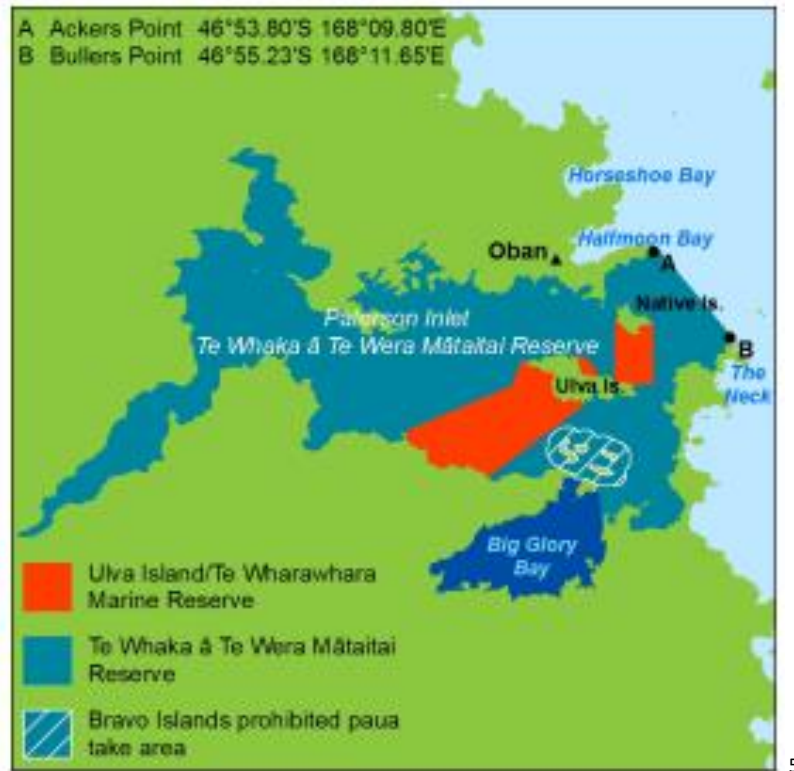 A Ackers Point 46°53.80'S 168°09.80'E
B Bullers Point 46°55.23'S 168°11.65'E
Horseshoe Bay
Halfmoon Bay
Oban
A
Native Is.
Paterson Inlet
Te Whaka ā Te Wera Mātaitai Reserve
B
The
Neck
Ulva Is.
Big Glory
Bay
Ulva Island/Te Wharawhara
Marine Reserve
Te Whaka ā Te Wera Mātaitai
Reserve
Bravo Islands prohibited paua
take area